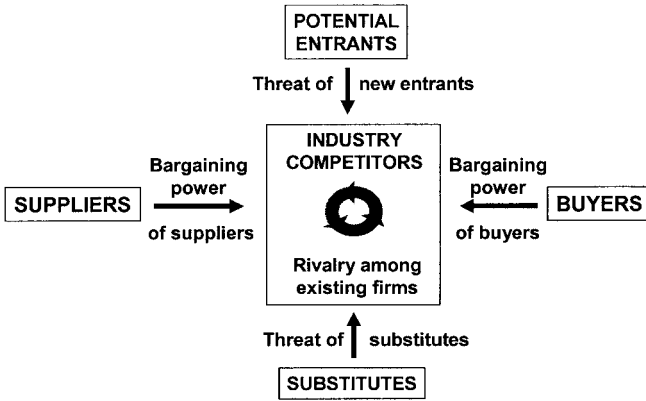 POTENTIAL
ENTRANTS
Threat of new entrants
INDUSTRY
COMPETITORS
Bargaining
power
SUPPLIERS
of suppliers
Bargaining
power
BUYERS
of buyers
Rivalry among
existing firms
Threat of substitutes
SUBSTITUTES